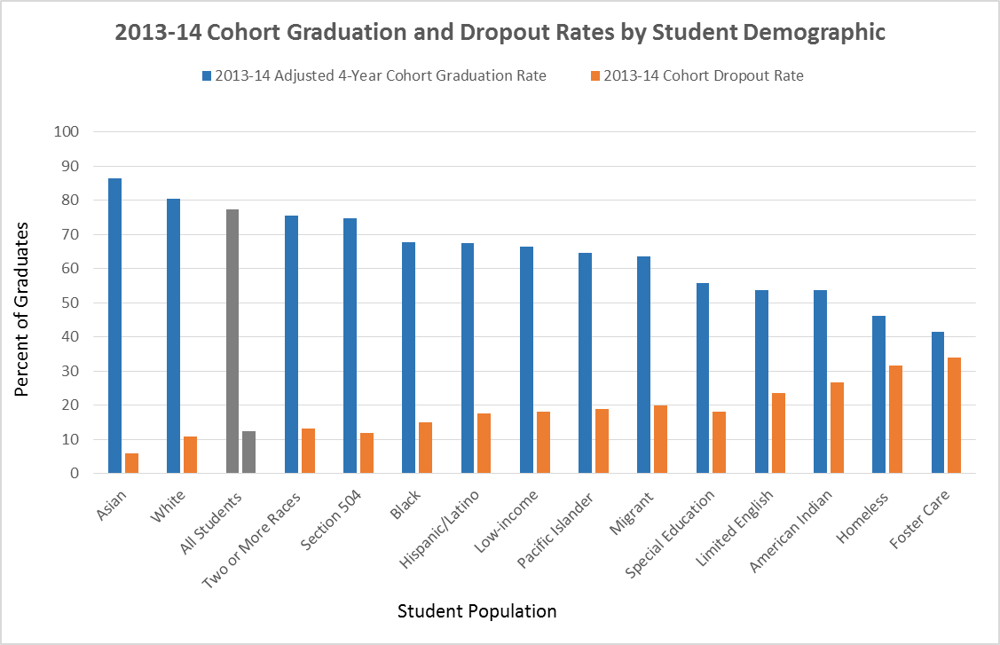 2013-14 Cohort Graduation and Dropout Rates by Student Demographic
2013-14 Adjusted 4-Year Cohort Graduation Rate
2013-14 Cohort Dropout Rate
Percent of Graduates
100
90
80
70
60
50
40
30
20
10
0
Asian
White
All Students
Two or More Races
Section 504
Black
Hispanic/Latino
Low-income
Pacific Islander
Migrant
Special Education
Limited English
American Indian
Homeless
Foster Care
Student Population